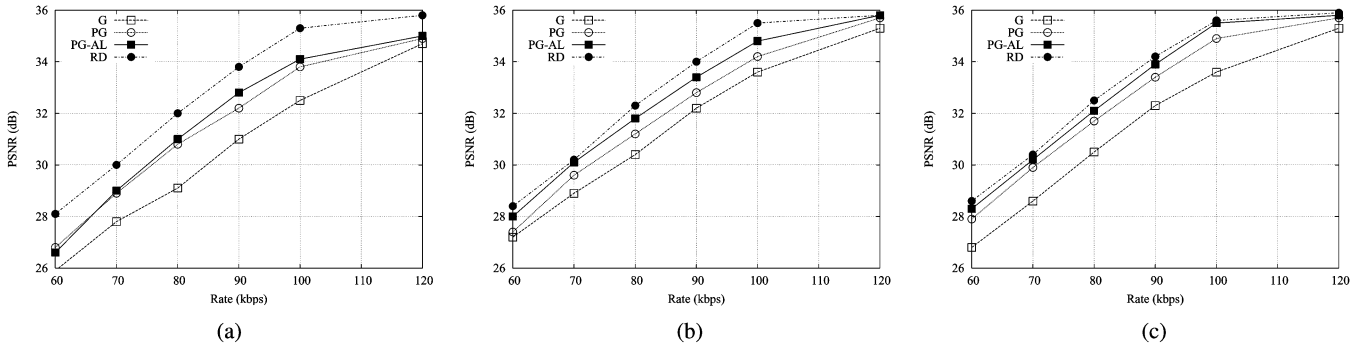 36
34
32
30
28
26
PSNR (dB)
G
PG
PG-AL
RD
60 70 80 90 100 110 120
Rate (kbps)
(a)
36
34
32
30
28
26
PSNR (dB)
G
PG
PG-AL
RD
60 70 80 90 100 110 120
Rate (kbps)
(b)
36
34
32
30
28
26
PSNR (dB)
G
PG
PG-AL
RD
60 70 80 90 100 110 120
Rate (kbps)
(c)